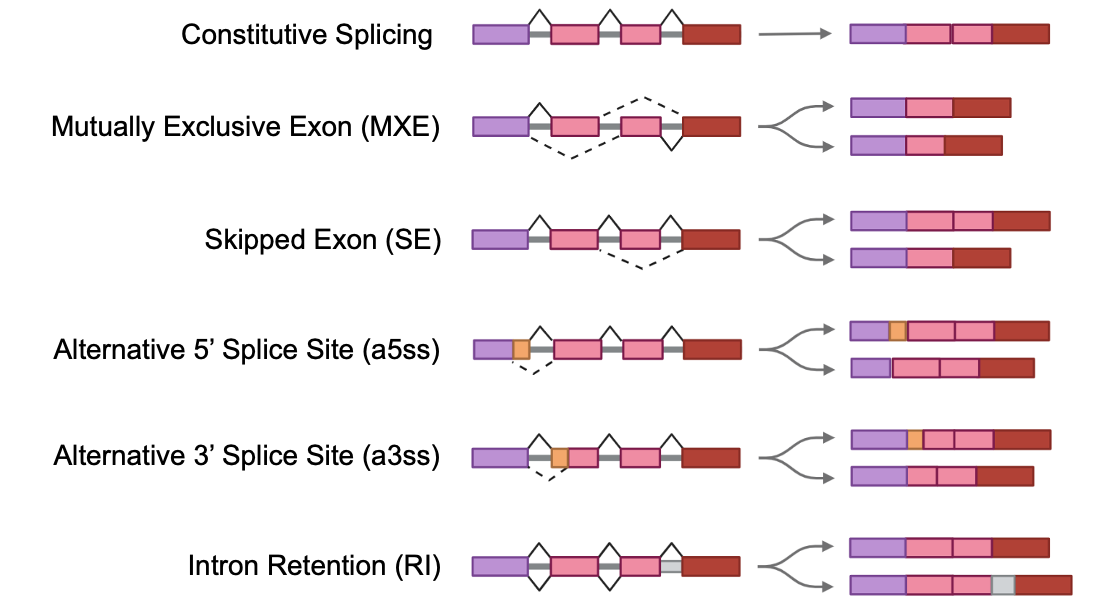 Constitutive Splicing
Mutually Exclusive Exon (MXE)
Skipped Exon (SE)
Alternative 5’ Splice Site (a5ss)
Alternative 3’ Splice Site (a3ss)
Intron Retention (RI)